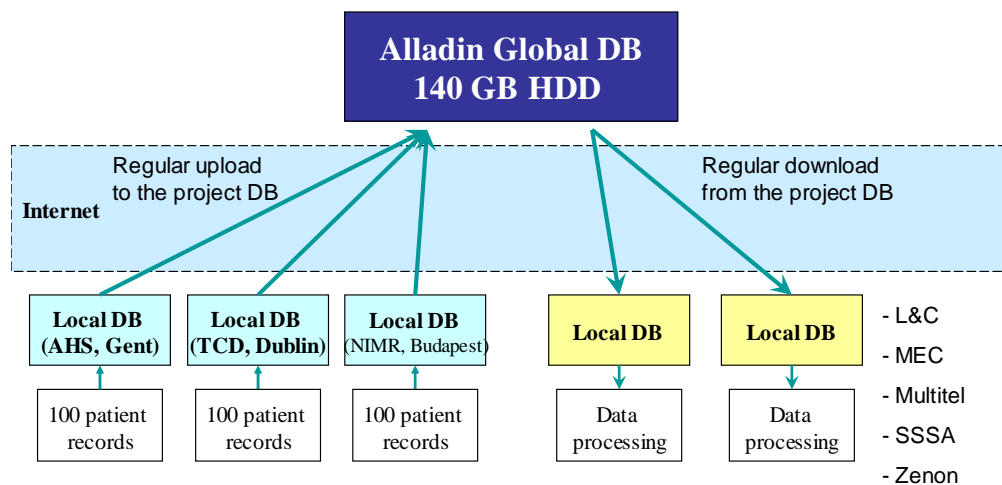 Alladin Global DB
140 GB HDD
Regular upload
to the project DB
Regular download
from the project DB
Internet
Local DB
(AHS, Gent)
Local DB
(TCD, Dublin)
Local DB
(NIMR, Budapest)
Local DB
Local DB
100 patient
records
100 patient
records
100 patient
records
Data
processing
Data
processing
- L&C
- MEC
- Multitel
- SSSA
- Zenon